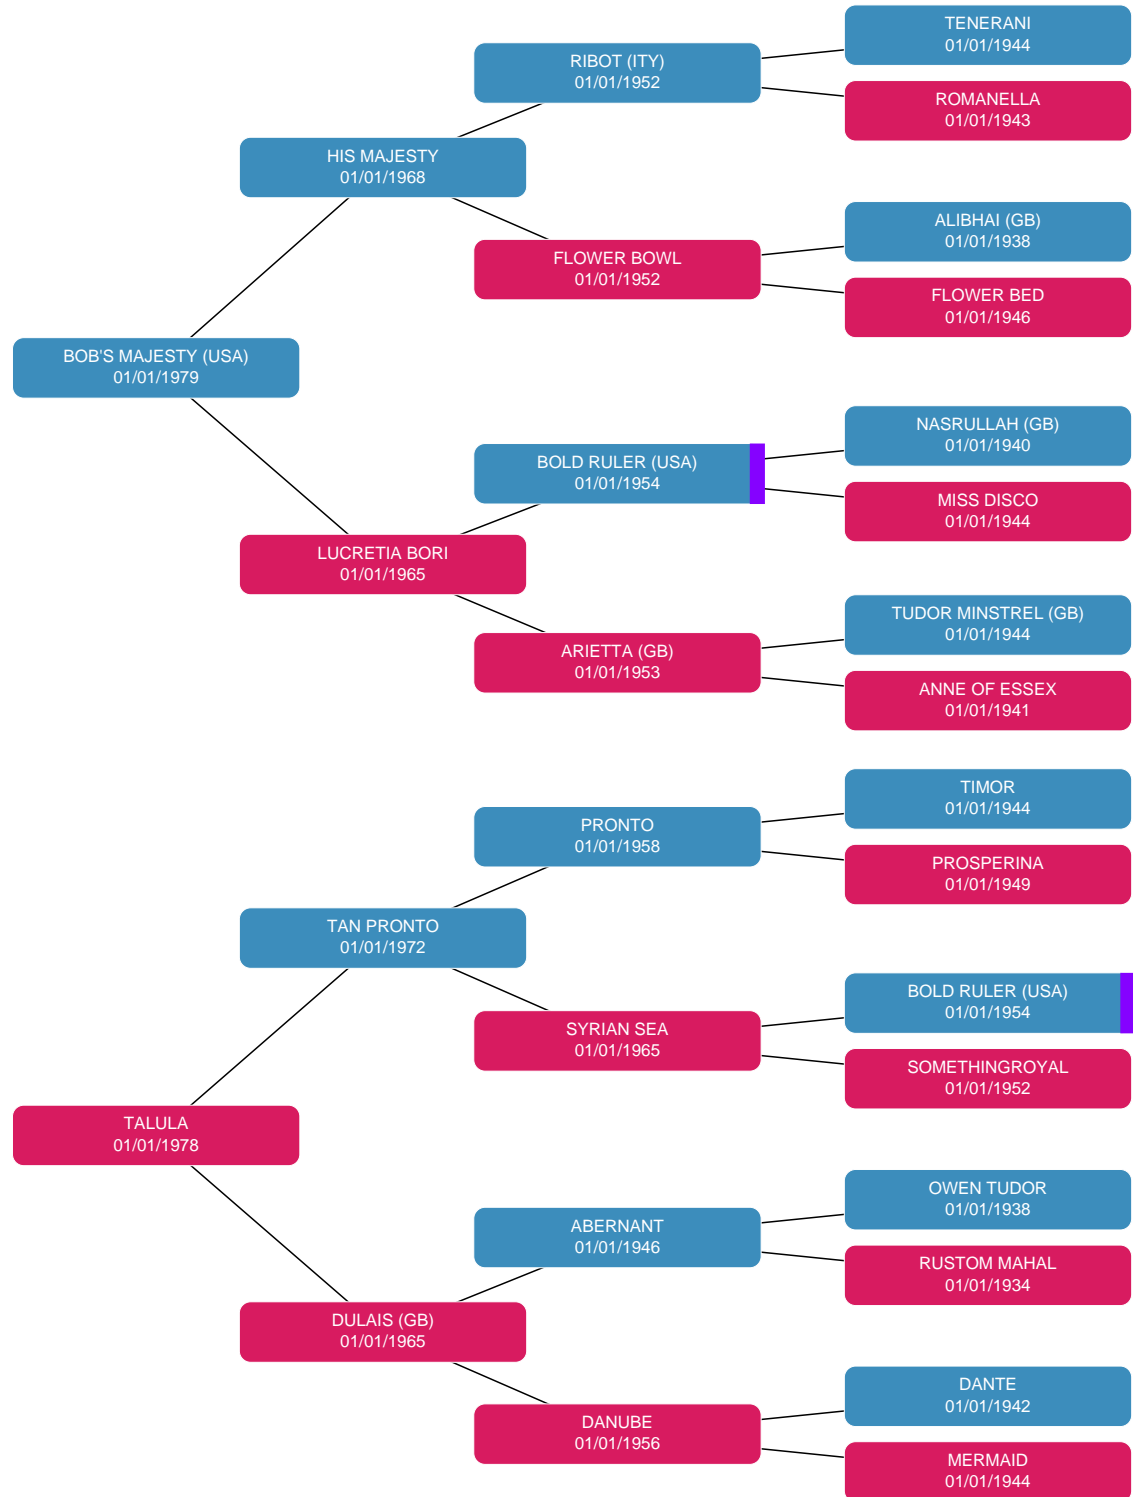 TENERANI
01/01/1944
RIBOT (ITY)
01/01/1952
ROMANELLA
01/01/1943
HIS MAJESTY
01/01/1968
ALIBHAI (GB)
01/01/1938
FLOWER BOWL
01/01/1952
FLOWER BED
01/01/1946
BOB'S MAJESTY (USA)
01/01/1979
NASRULLAH (GB)
01/01/1940
BOLD RULER (USA)
01/01/1954
MISS DISCO
01/01/1944
LUCRETIA BORI
01/01/1965
TUDOR MINSTREL (GB)
01/01/1944
ARIETTA (GB)
01/01/1953
ANNE OF ESSEX
01/01/1941
TIMOR
01/01/1944
PRONTO
01/01/1958
PROSPERINA
01/01/1949
TAN PRONTO
01/01/1972
BOLD RULER (USA)
01/01/1954
SYRIAN SEA
01/01/1965
SOMETHINGROYAL
01/01/1952
TALULA
01/01/1978
OWEN TUDOR
01/01/1938
ABERNANT
01/01/1946
RUSTOM MAHAL
01/01/1934
DULAIS (GB)
01/01/1965
DANTE
01/01/1942
DANUBE
01/01/1956
MERMAID
01/01/1944